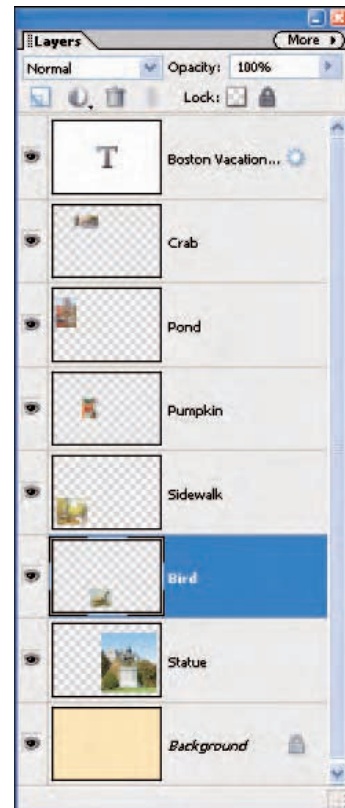 Layers
More
Normal Opacity: 100%
Lock:
T Boston Vacation...
Crab
Pond
Pumpkin
Sidewalk
Bird
Statue
Background